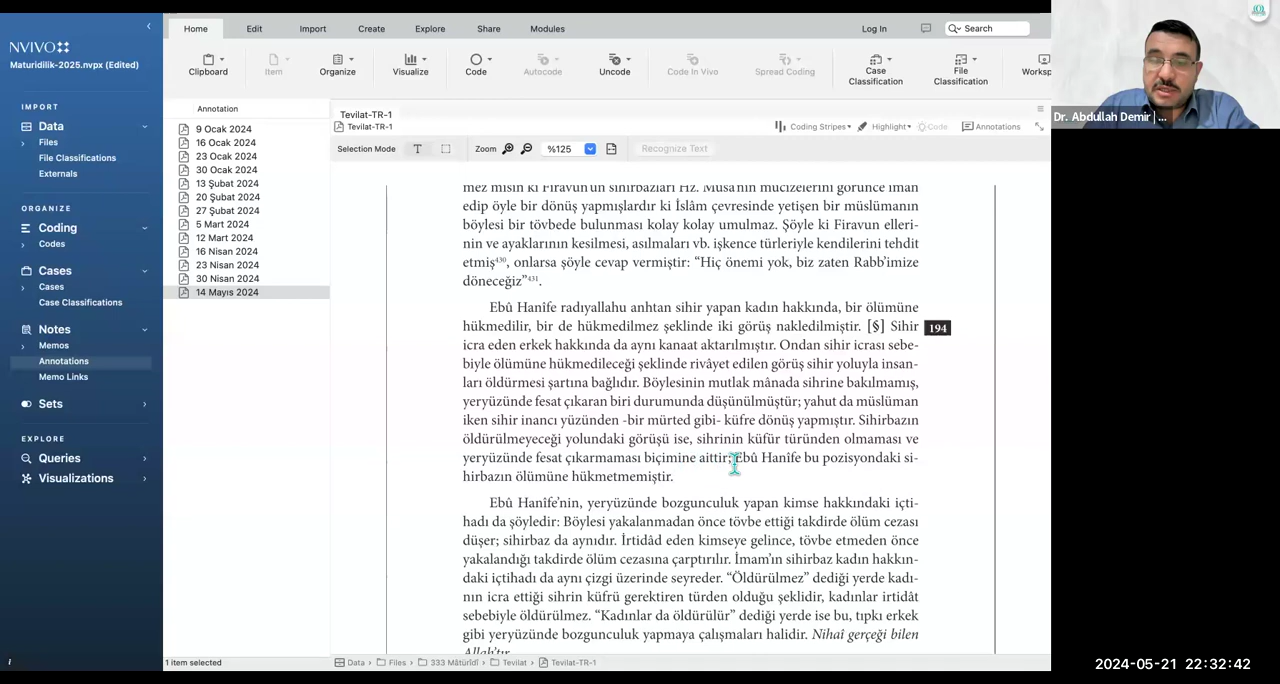 NVIVO
Maturidilik-2025.nvpx (Edited)
IMPORT
Data
Files
File Classifications
Externals
ORGANIZE
Coding
Codes
Cases
Cases
Case Classifications
Notes
Memos
Annotations
Memo Links
Sets
EXPLORE
Queries
Visualizations
Home Edit Import Create Explore Share Modules Log In Search
Clipboard Item Organize Visualize Code Autocode Uncode Code In Vivo Spread Coding Case Classification File Classification Worksp
Annotation
9 Ocak 2024
16 Ocak 2024
23 Ocak 2024
30 Ocak 2024
13 Şubat 2024
20 Şubat 2024
27 Şubat 2024
5 Mart 2024
12 Mart 2024
16 Nisan 2024
23 Nisan 2024
30 Nisan 2024
14 Mayıs 2024
1 item selected
Tevilat-TR-1
Tevilat-TR-1 Coding Stripes Highlight Code Annotations
Selection Mode T Zoom %125 Recognize Text
mez misin ki Firavun'un sihirbazları Hz. Mûsâ'nın mûcizelerini görünce iman
edip öyle bir dönüş yapmışlardır ki İslâm çevresinde yetişen bir müslümanın
böylesi bir tövbede bulunması kolay kolay umulmaz. Şöyle ki Firavun elleri-
nin ve ayaklarının kesilmesi, asılmaları vb. işkence türleriyle kendilerini tehdit
etmiş⁴³⁰, onlarsa şöyle cevap vermiştir: “Hiç önemi yok, biz zaten Rabb’imize
döneceğiz”⁴³¹.
Ebû Hanîfe radıyallahu anhtan sihir yapan kadın hakkında, bir ölümüne
hükmedilir, bir de hükmedilmez şeklinde iki görüş nakledilmiştir. [§] Sihir 194
icra eden erkek hakkında da aynı kanaat aktarılmıştır. Ondan sihir icrası sebe-
biyle ölümüne hükmedileceği şeklinde rivâyet edilen görüş sihir yoluyla insan-
ları öldürmesi şartına bağlıdır. Böylesinin mutlak mânada sihrine bakılmamış,
yeryüzünde fesat çıkaran biri durumunda düşünülmüştür; yahut da müslüman
iken sihir inancı yüzünden -bir mürted gibi- küfre dönüş yapmıştır. Sihirbazın
öldürülmeyeceği yolundaki görüşü ise, sihrinin küfür türünden olmaması ve
yeryüzünde fesat çıkarmaması biçimine aittir; Ebû Hanîfe bu pozisyondaki si-
hirbazın ölümüne hükmetmemiştir.
Ebû Hanîfe’nin, yeryüzünde bozgunculuk yapan kimse hakkındaki içti-
hadı da şöyledir: Böylesi yakalanmadan önce tövbe ettiği takdirde ölüm cezası
düşer; sihirbaz da aynıdır. İrtidâd eden kimseye gelince, tövbe etmeden önce
yakalandığı takdirde ölüm cezasına çarptırılır. İmam’ın sihirbaz kadın hakkın-
daki içtihadı da aynı çizgi üzerinde seyreder. “Öldürülmez” dediği yerde kadı-
nın icra ettiği sihrin küfrü gerektiren türden olduğu şeklidir, kadınlar irtidât
sebebiyle öldürülmez. “Kadınlar da öldürülür” dediği yerde ise bu, tıpkı erkek
gibi yeryüzünde bozgunculuk yapmaya çalışmaları halidir. Nihaî gerçeği bilen
Allah’tır.
Data Files 333 Mâtürîdî Tevilat Tevilat-TR-1
Dr. Abdullah Demir | ...
2024-05-21 22:32:42